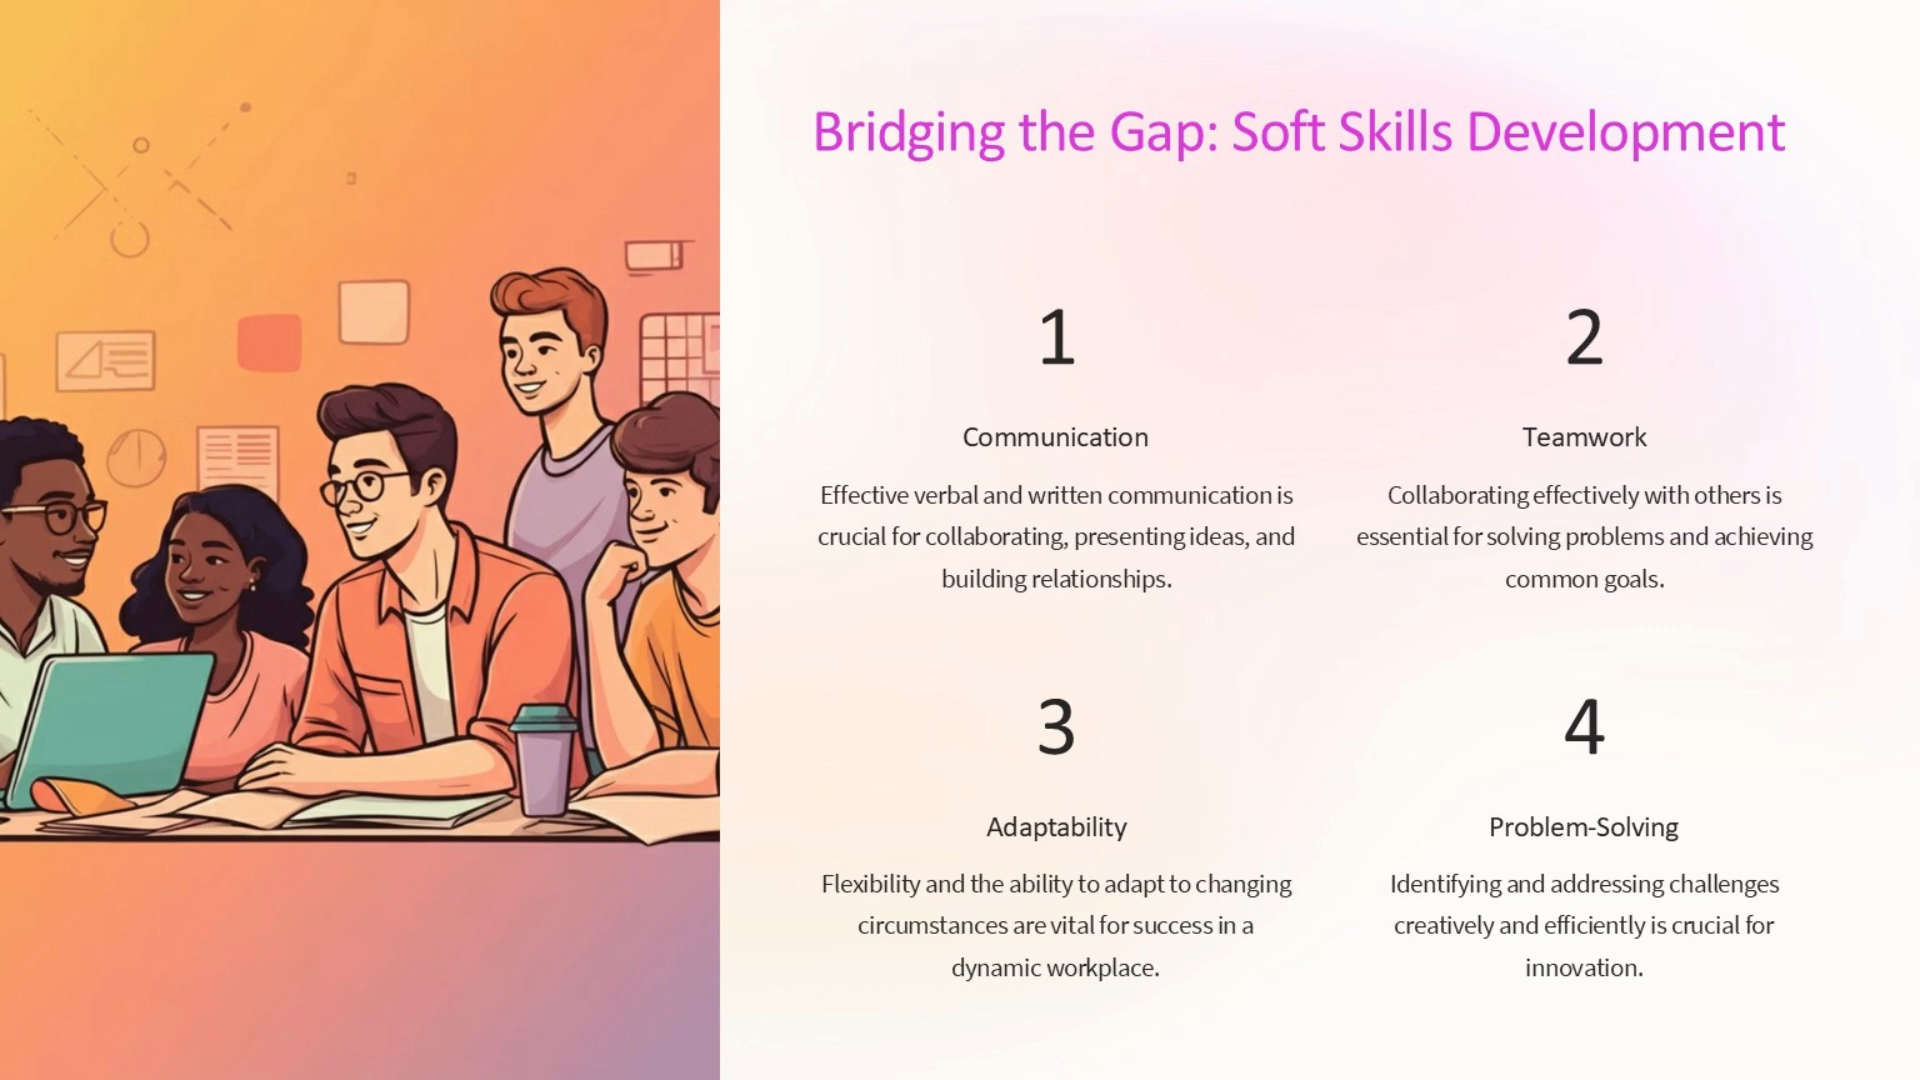 Bridging the Gap: Soft Skills Development
1
Communication
Effective verbal and written communication is
crucial for collaborating, presenting ideas, and
building relationships.
2
Teamwork
Collaborating effectively with others is
essential for solving problems and achieving
common goals.
3
Adaptability
Flexibility and the ability to adapt to changing
circumstances are vital for success in a
dynamic workplace.
4
Problem-Solving
Identifying and addressing challenges
creatively and efficiently is crucial for
innovation.